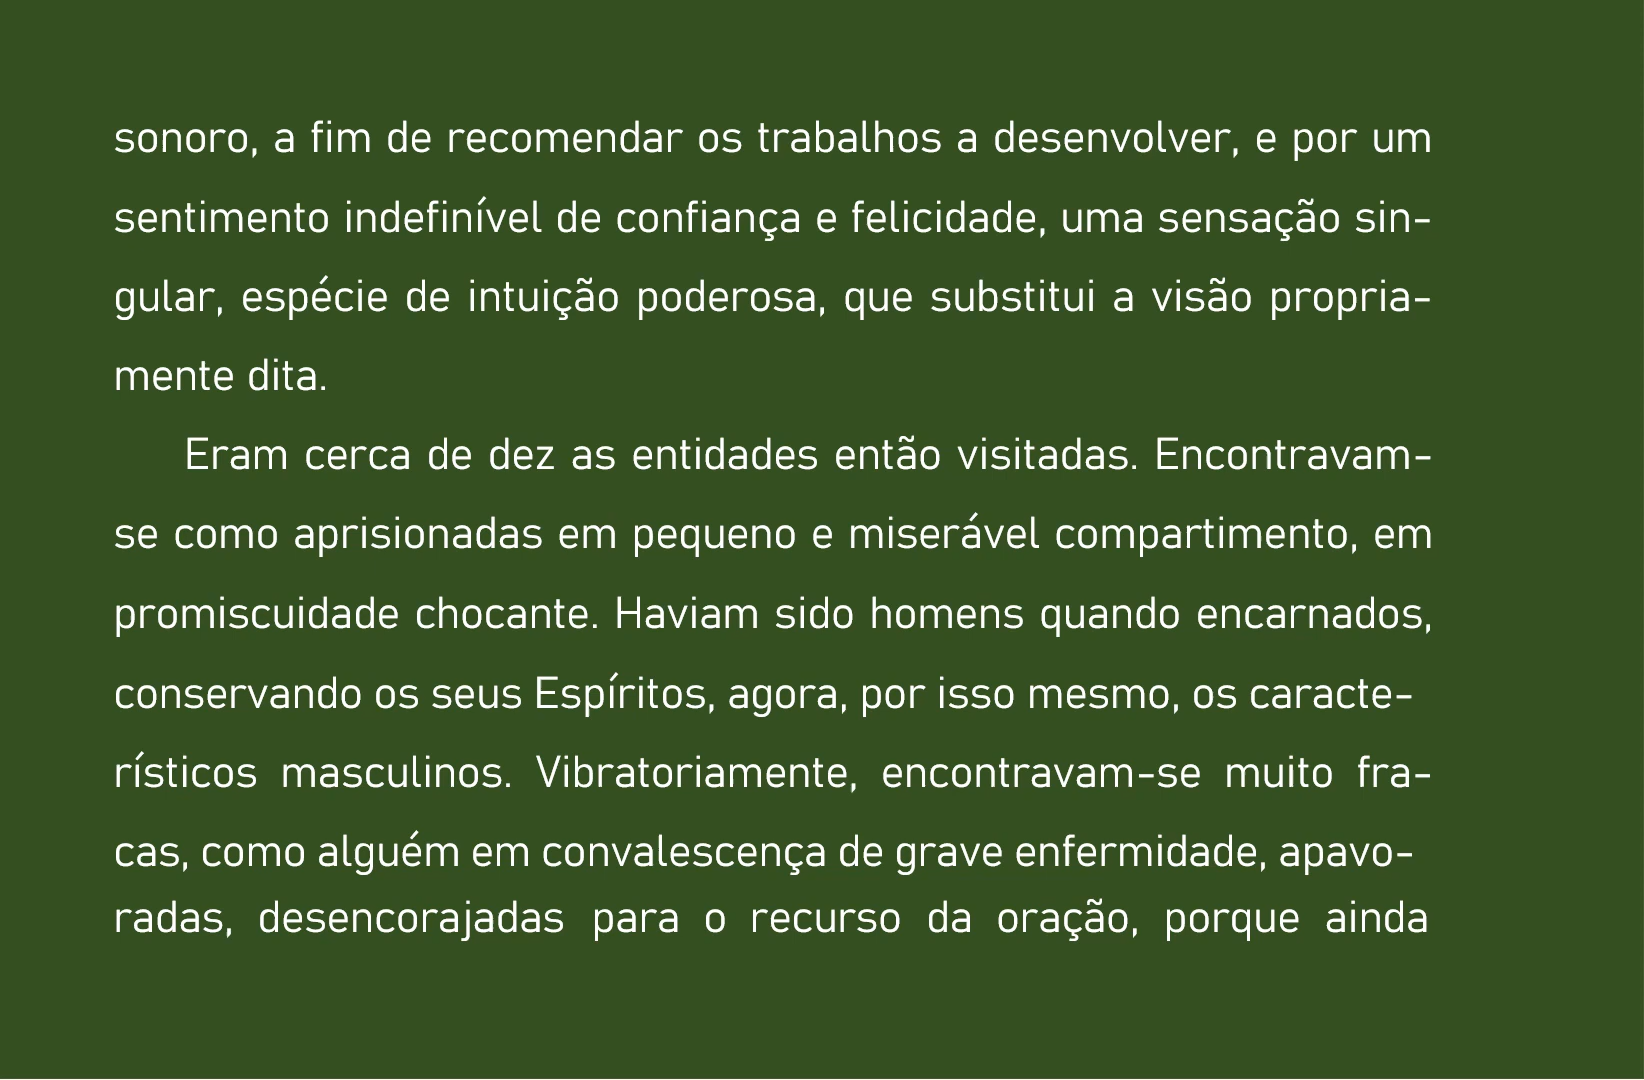 sonoro, a fim de recomendar os trabalhos a desenvolver, e por um
sentimento indefinível de confiança e felicidade, uma sensação sin-
gular, espécie de intuição poderosa, que substitui a visão propria-
mente dita.
Eram cerca de dez as entidades então visitadas. Encontravam-
se como aprisionadas em pequeno e miserável compartimento, em
promiscuidade chocante. Haviam sido homens quando encarnados,
conservando os seus Espíritos, agora, por isso mesmo, os caracte-
rísticos masculinos. Vibratoriamente, encontravam-se muito fra-
cas, como alguém em convalescença de grave enfermidade, apavo-
radas, desencorajadas para o recurso da oração, porque ainda